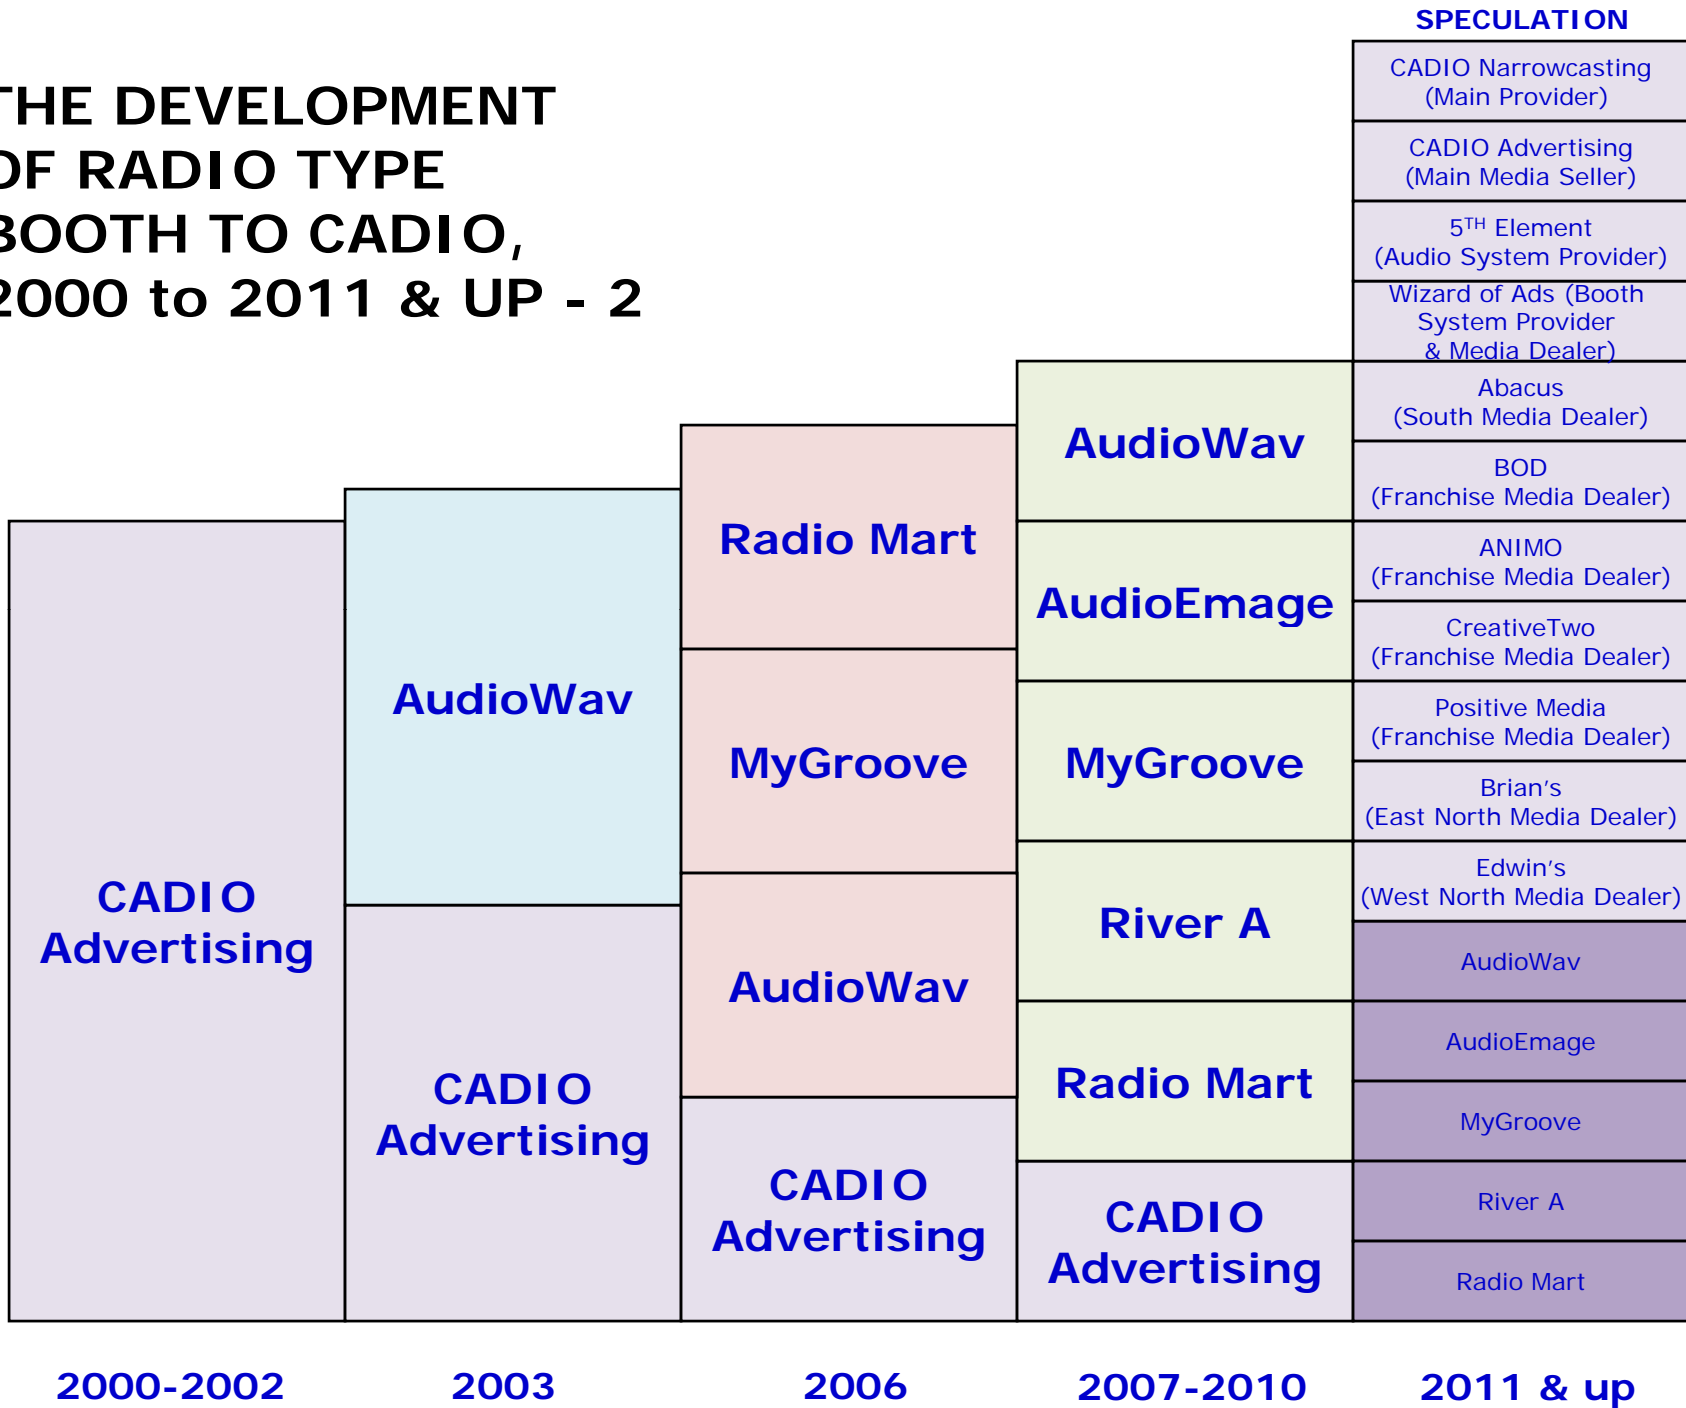 SPECULATION
THE DEVELOPMENT
OF RADIO TYPE
BOOTH TO CADIO,
2000 to 2011 & UP - 2
CADIO
Advertising
2000-2002
AudioWav
CADIO
Advertising
2003
Radio Mart
MyGroove
AudioWav
CADIO
Advertising
2006
AudioWav
AudioEmage
MyGroove
River A
Radio Mart
CADIO
Advertising
2007-2010
CADIO Narrowcasting
(Main Provider)
CADIO Advertising
(Main Media Seller)
5TH Element
(Audio System Provider)
Wizard of Ads (Booth
System Provider
& Media Dealer)
Abacus
(South Media Dealer)
BOD
(Franchise Media Dealer)
ANIMO
(Franchise Media Dealer)
CreativeTwo
(Franchise Media Dealer)
Positive Media
(Franchise Media Dealer)
Brian's
(East North Media Dealer)
Edwin's
(West North Media Dealer)
AudioWav
AudioEmage
MyGroove
River A
Radio Mart
2011 & up